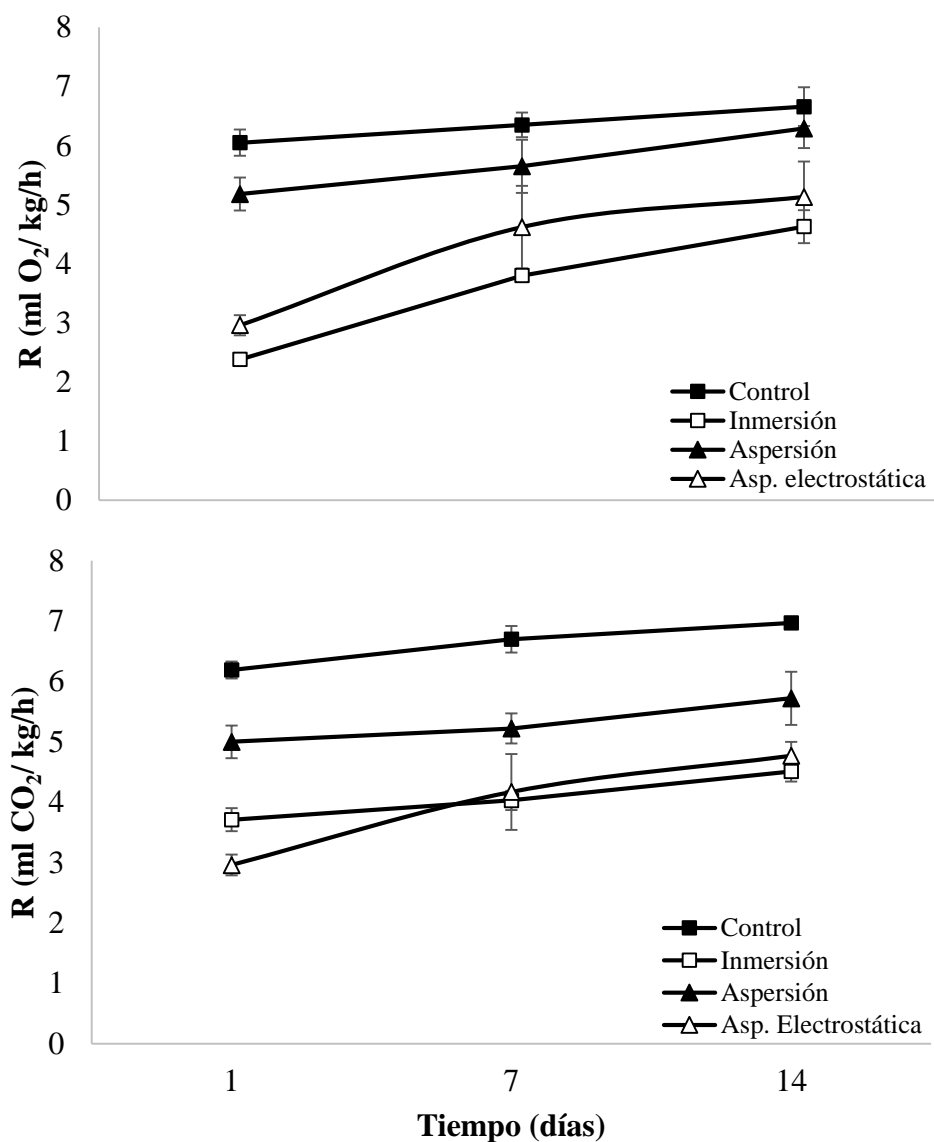 8
7
6
5
4
3
2
1
0
R (ml O₂/ kg/h)
Control
Inmersión
Aspersión
Asp. electrostática
8
7
6
5
4
3
2
1
0
R (ml CO₂/ kg/h)
Control
Inmersión
Aspersión
Asp. Electrostática
1 7 14
Tiempo (días)